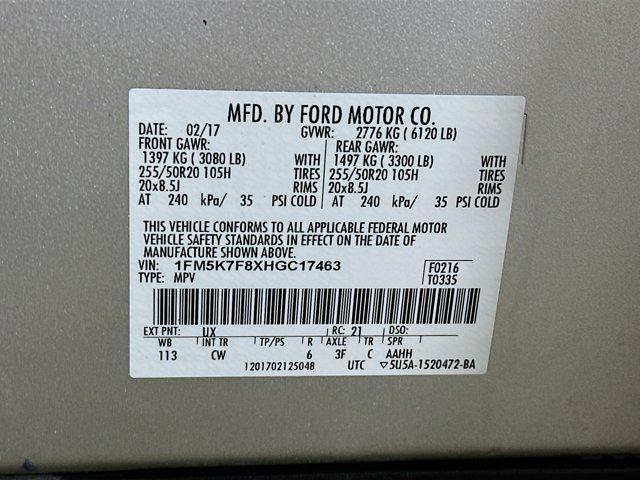 MFD. BY FORD MOTOR CO.
DATE: 02/17 GVWR: 2776 KG ( 6120 LB)
FRONT GAWR: REAR GAWR:
1397 KG ( 3080 LB) WITH 1497 KG ( 3300 LB) WITH
255/50R20 105H TIRES 255/50R20 105H TIRES
20x8.5J RIMS 20x8.5J RIMS
AT 240 kPa/ 35 PSI COLD AT 240 kPa/ 35 PSI COLD
THIS VEHICLE CONFORMS TO ALL APPLICABLE FEDERAL MOTOR
VEHICLE SAFETY STANDARDS IN EFFECT ON THE DATE OF
MANUFACTURE SHOWN ABOVE.
VIN: 1FM5K7F8XHGC17463 F0216
TYPE: MPV T0335
EXT PNT: UX RC: 21 DSO:
WB INT TR TP/PS R AXLE TR SPR
113 CW 6 3F C AAHH
1201702125048 UTC ▽5U5A-1520472-BA